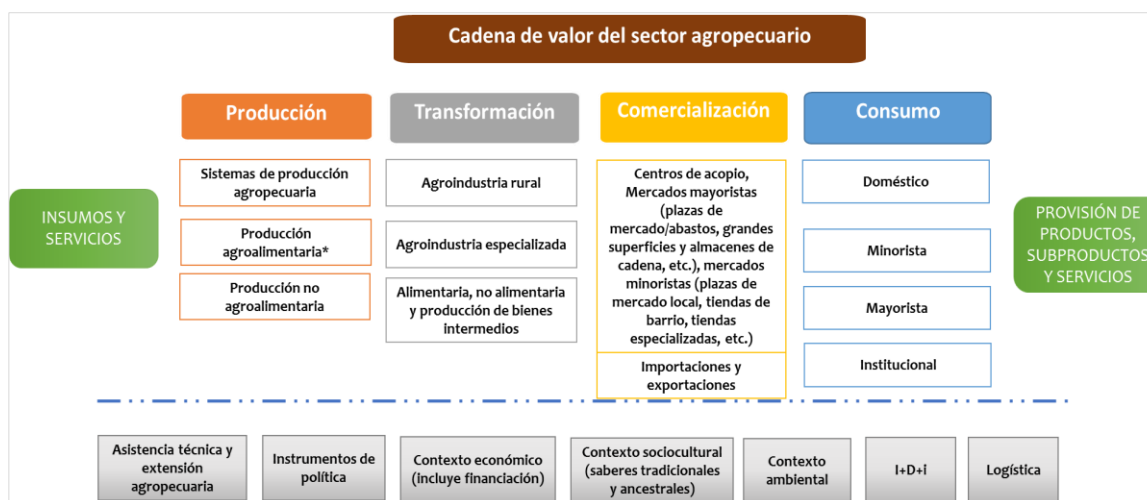 Cadena de valor del sector agropecuario
Producción
Transformación
Comercialización
Consumo
INSUMOS Y
SERVICIOS
Sistemas de producción
agropecuaria
Producción
agroalimentaria*
Producción no
agroalimentaria
Agroindustria rural
Agroindustria especializada
Alimentaria, no alimentaria
y producción de bienes
intermedios
Centros de acopio,
Mercados mayoristas
(plazas de
mercado/abastos, grandes
superficies y almacenes de
cadena, etc.), mercados
minoristas (plazas de
mercado local, tiendas de
barrio, tiendas
especializadas, etc.)
Importaciones y
exportaciones
Doméstico
Minorista
Mayorista
Institucional
PROVISIÓN DE
PRODUCTOS,
SUBPRODUCTOS
Y SERVICIOS
Asistencia técnica y
extensión
agropecuaria
Instrumentos de
política
Contexto económico
(incluye financiación)
Contexto sociocultural
(saberes tradicionales
y ancestrales)
Contexto
ambiental
I+D+i
Logística